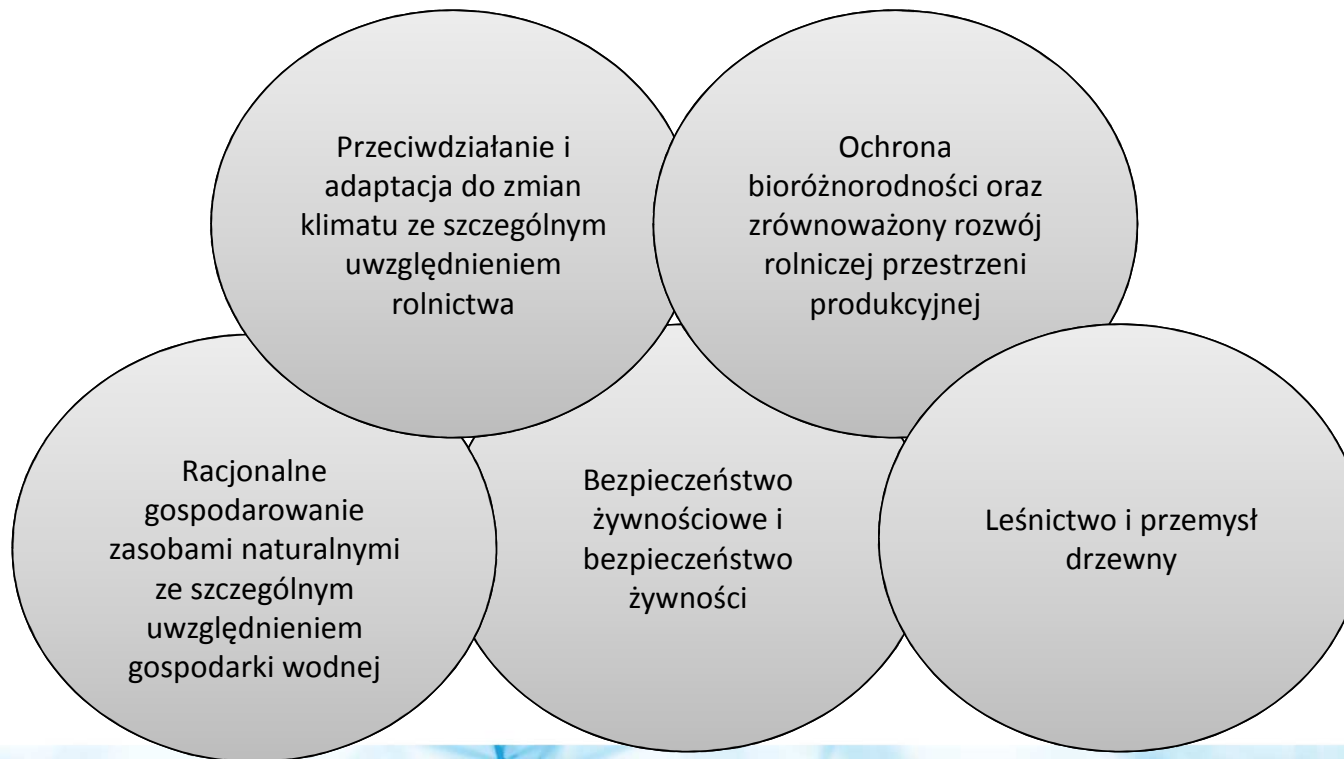 Przeciwdziałanie i
adaptacja do zmian
klimatu ze szczególnym
uwzględnieniem
rolnictwa
Ochrona
bioróżnorodności oraz
zrównoważony rozwój
rolniczej przestrzeni
produkcyjnej
Racjonalne
gospodarowanie
zasobami naturalnymi
ze szczególnym
uwzględnieniem
gospodarki wodnej
Bezpieczeństwo
żywnościowe i
bezpieczeństwo
żywności
Leśnictwo i przemysł
drzewny